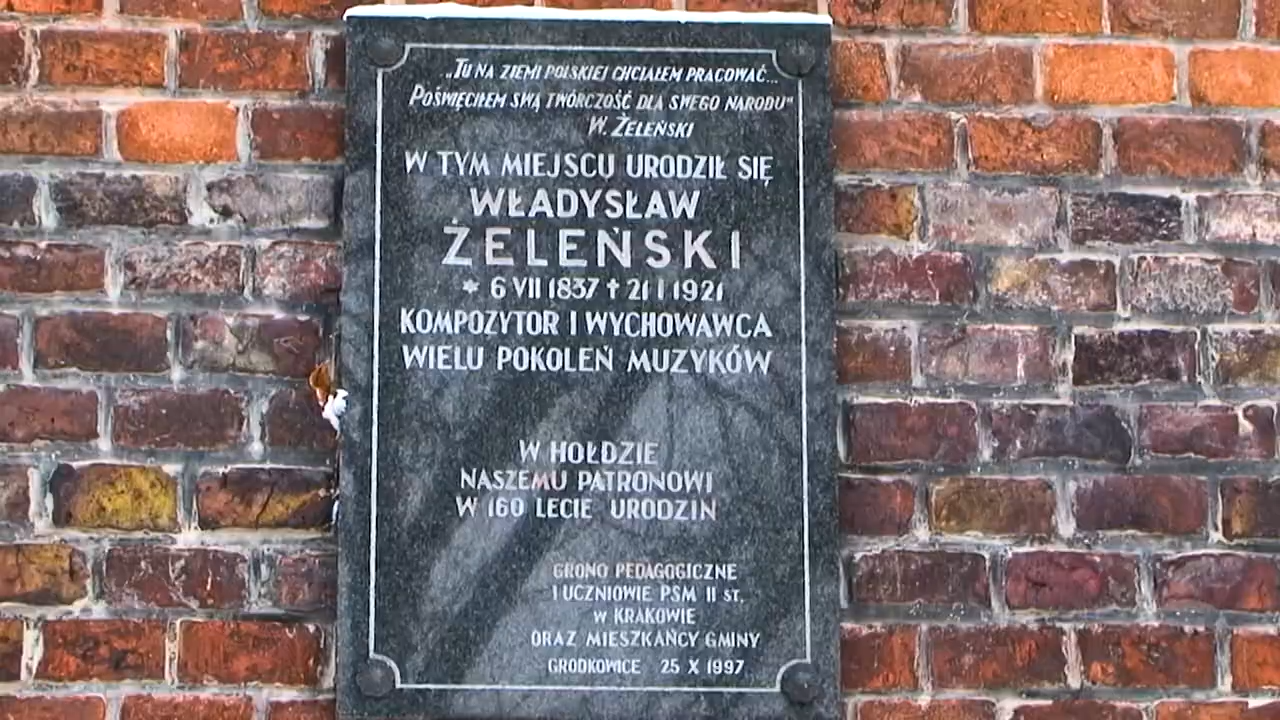 „Tu na ziemi polskiej chciałem pracować...
Poświęciłem swą twórczość dla swego narodu"
W. Żeleński
W TYM MIEJSCU URODZIŁ SIĘ
WŁADYSŁAW
ŻELEŃSKI
* 6 VII 1837 † 21 I 1921
KOMPOZYTOR I WYCHOWAWCA
WIELU POKOLEŃ MUZYKÓW
W HOŁDZIE
NASZEMU PATRONOWI
W 160 LECIE URODZIN
GRONO PEDAGOGICZNE
I UCZNIOWIE PSM II ST.
W KRAKOWIE
ORAZ MIESZKAŃCY GMINY
GRODKOWICE 25 X 1997